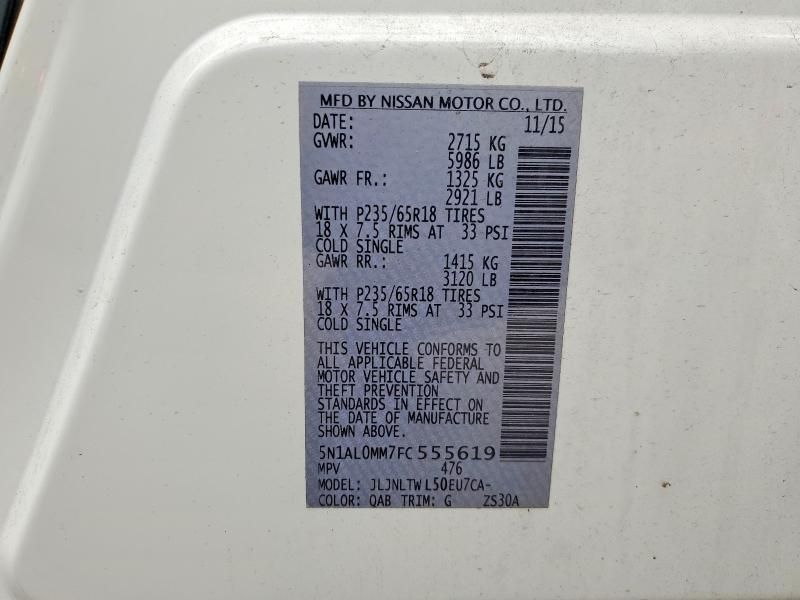 MFD BY NISSAN MOTOR CO., LTD.
DATE: 11/15
GVWR: 2715 KG
5986 LB
GAWR FR.: 1325 KG
2921 LB
WITH P235/65R18 TIRES
18 X 7.5 RIMS AT 33 PSI
COLD SINGLE
GAWR RR.: 1415 KG
3120 LB
WITH P235/65R18 TIRES
18 X 7.5 RIMS AT 33 PSI
COLD SINGLE
THIS VEHICLE CONFORMS TO
ALL APPLICABLE FEDERAL
MOTOR VEHICLE SAFETY AND
THEFT PREVENTION
STANDARDS IN EFFECT ON
THE DATE OF MANUFACTURE
SHOWN ABOVE.
5N1AL0MM7FC555619
MPV 476
MODEL: JLJNLTWL50EU7CA-
COLOR: QAB TRIM: G ZS30A